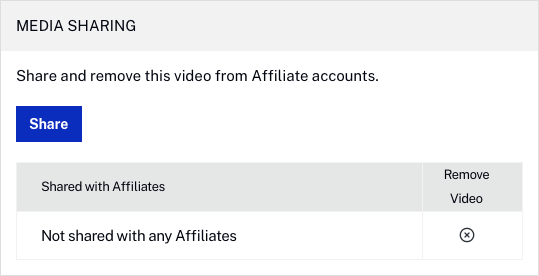 MEDIA SHARING
Share and remove this video from Affiliate accounts.
Share
Shared with Affiliates
Remove
Video
Not shared with any Affiliates